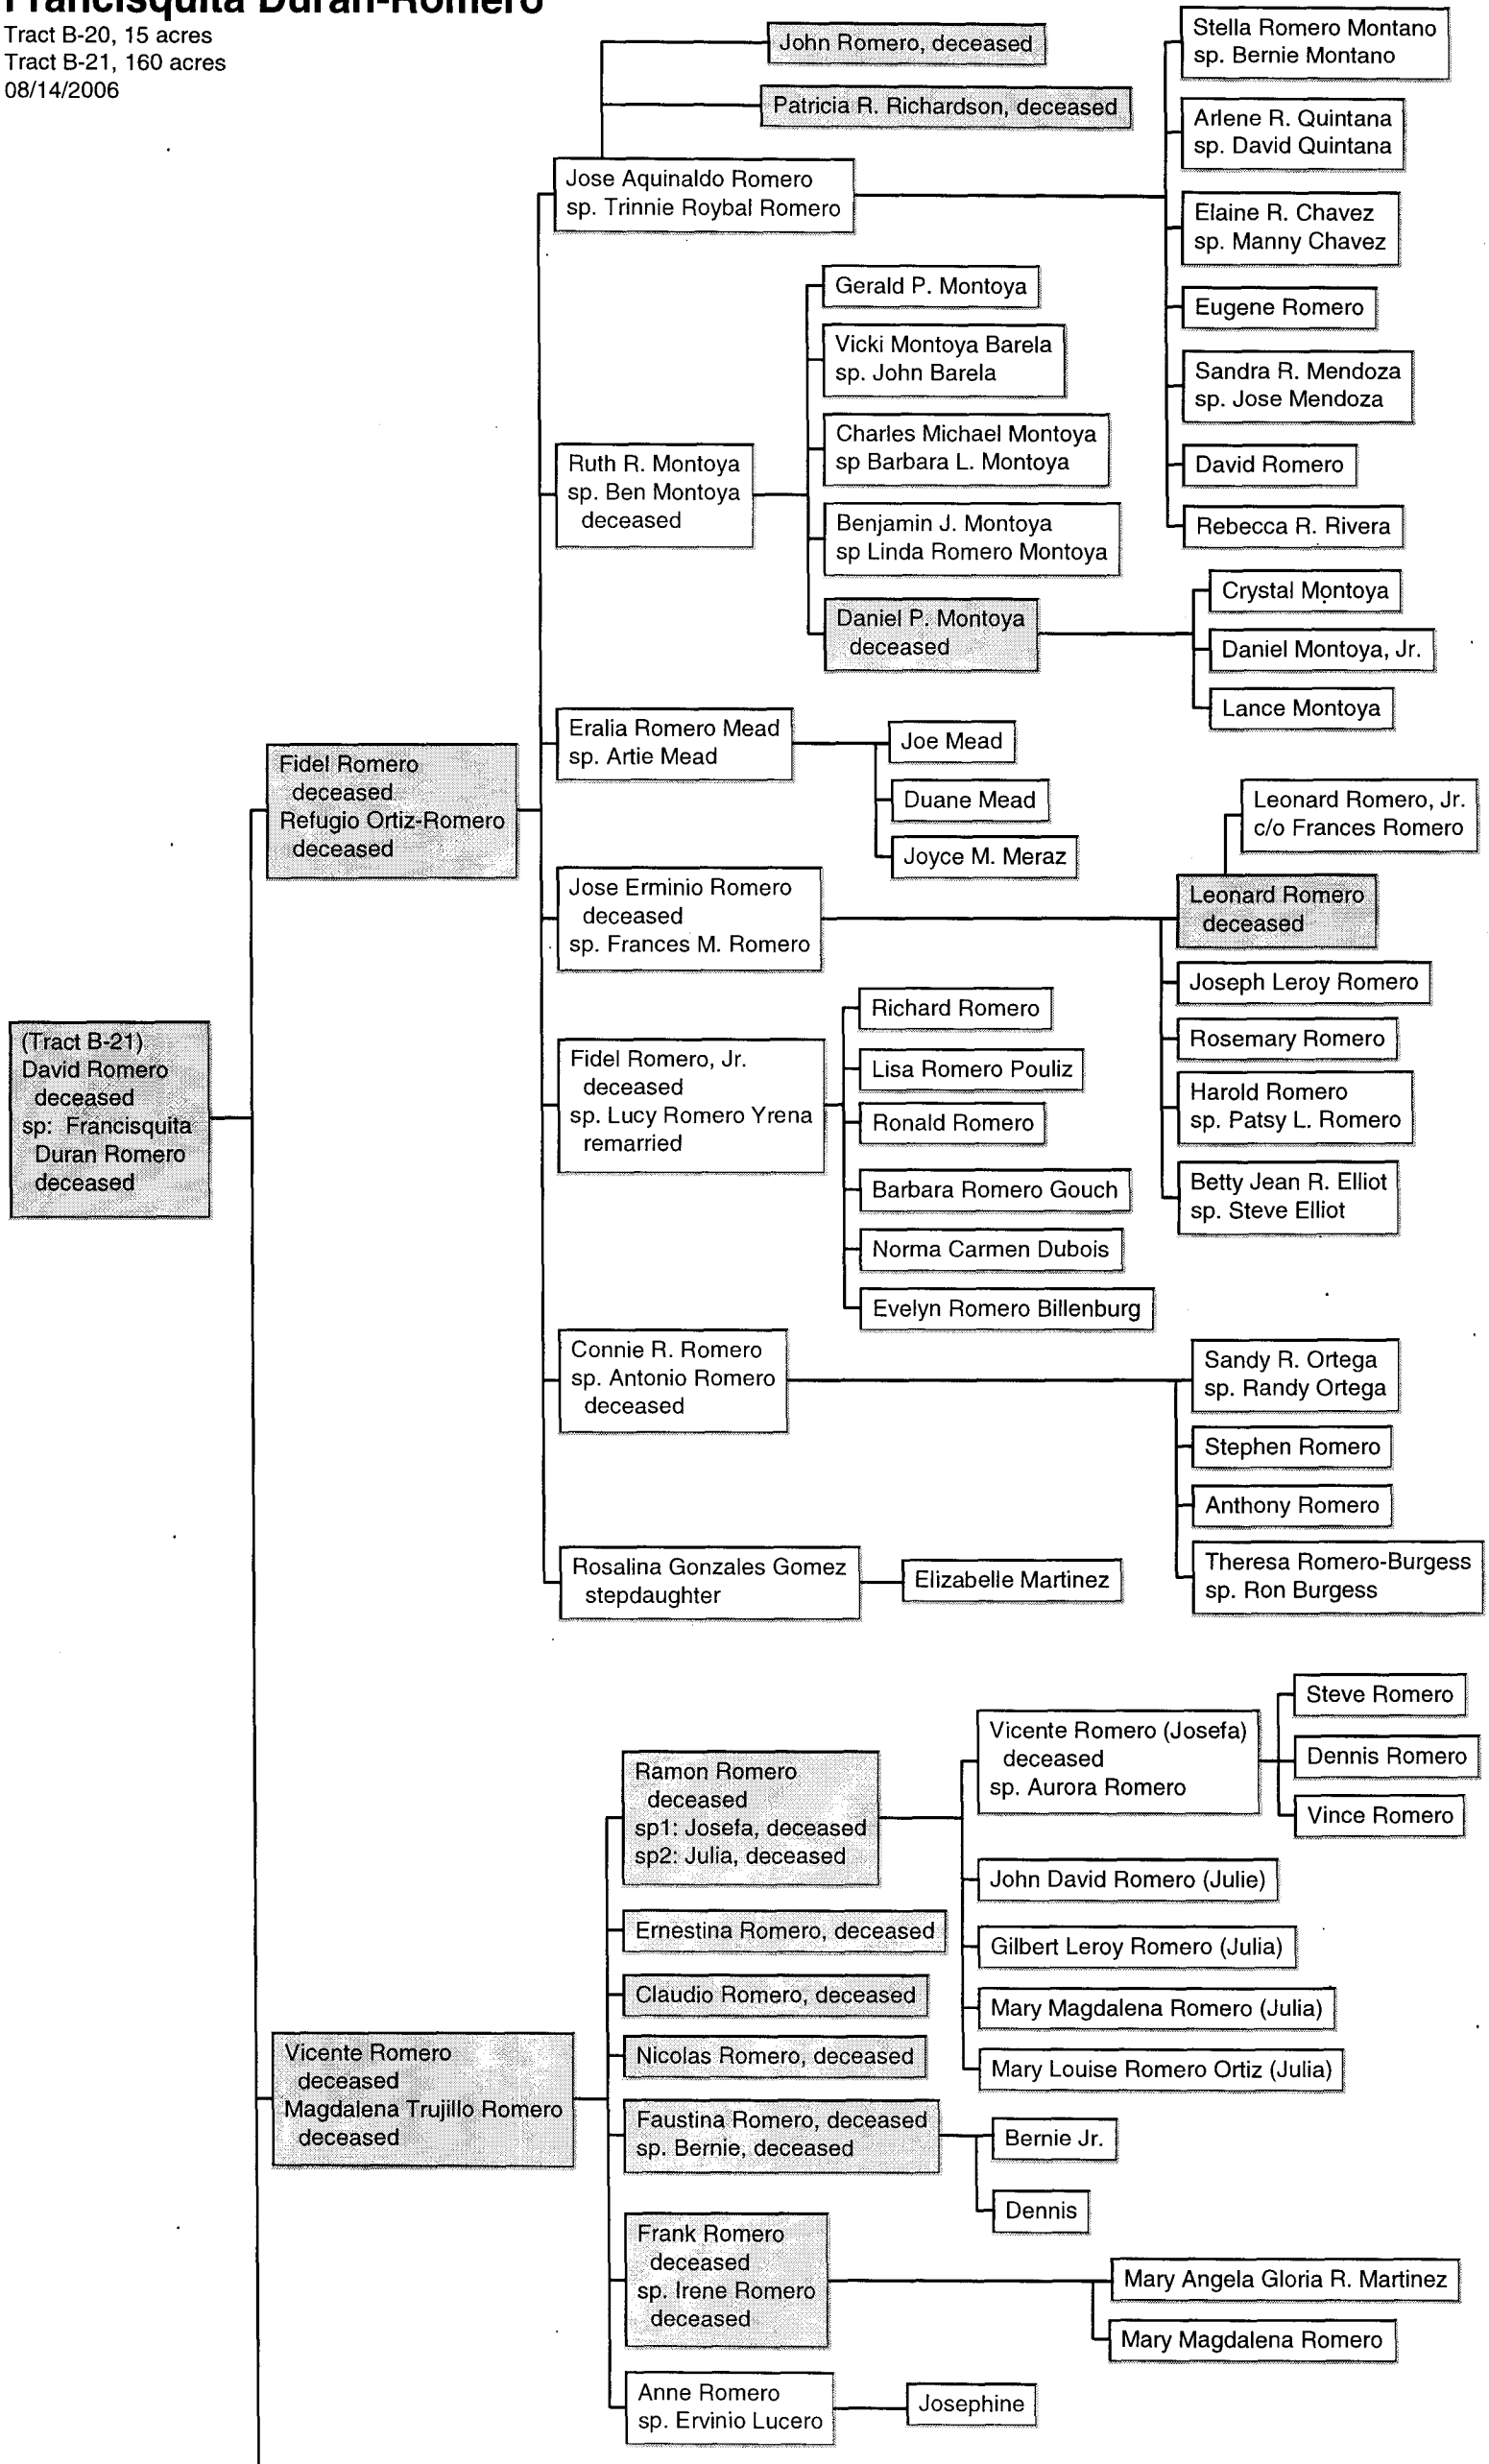 Francisquita Duran-Romero
Tract B-20, 15 acres
Tract B-21, 160 acres
08/14/2006
John Romero, deceased
Patricia R. Richardson, deceased
Jose Aquinaldo Romero
sp. Trinnie Roybal Romero
Stella Romero Montano
sp. Bernie Montano
Arlene R. Quintana
sp. David Quintana
Elaine R. Chavez
sp. Manny Chavez
Eugene Romero
Sandra R. Mendoza
sp. Jose Mendoza
David Romero
Rebecca R. Rivera
Gerald P. Montoya
Vicki Montoya Barela
sp. John Barela
Charles Michael Montoya
sp Barbara L. Montoya
Ruth R. Montoya
sp. Ben Montoya
deceased
Benjamin J. Montoya
sp Linda Romero Montoya
Daniel P. Montoya
deceased
Crystal Montoya
Daniel Montoya, Jr.
Lance Montoya
Eralia Romero Mead
sp. Artie Mead
Joe Mead
Duane Mead
Joyce M. Meraz
Fidel Romero
deceased
Refugio Ortiz-Romero
deceased
Leonard Romero, Jr.
c/o Frances Romero
Jose Erminio Romero
deceased
sp. Frances M. Romero
Leonard Romero
deceased
Joseph Leroy Romero
Rosemary Romero
Harold Romero
sp. Patsy L. Romero
Betty Jean R. Elliot
sp. Steve Elliot
(Tract B-21)
David Romero
deceased
sp: Francisquita
Duran Romero
deceased
Fidel Romero, Jr.
deceased
sp. Lucy Romero Yrena
remarried
Richard Romero
Lisa Romero Pouliz
Ronald Romero
Barbara Romero Gouch
Norma Carmen Dubois
Evelyn Romero Billenburg
Connie R. Romero
sp. Antonio Romero
deceased
Sandy R. Ortega
sp. Randy Ortega
Stephen Romero
Anthony Romero
Theresa Romero-Burgess
sp. Ron Burgess
Rosalina Gonzales Gomez
stepdaughter
Elizabelle Martinez
Ramon Romero
deceased
sp1: Josefa, deceased
sp2: Julia, deceased
Vicente Romero (Josefa)
deceased
sp. Aurora Romero
Steve Romero
Dennis Romero
Vince Romero
John David Romero (Julie)
Gilbert Leroy Romero (Julia)
Mary Magdalena Romero (Julia)
Mary Louise Romero Ortiz (Julia)
Ernestina Romero, deceased
Claudio Romero, deceased
Nicolas Romero, deceased
Vicente Romero
deceased
Magdalena Trujillo Romero
deceased
Faustina Romero, deceased
sp. Bernie, deceased
Bernie Jr.
Dennis
Frank Romero
deceased
sp. Irene Romero
deceased
Mary Angela Gloria R. Martinez
Mary Magdalena Romero
Anne Romero
sp. Ervinio Lucero
Josephine